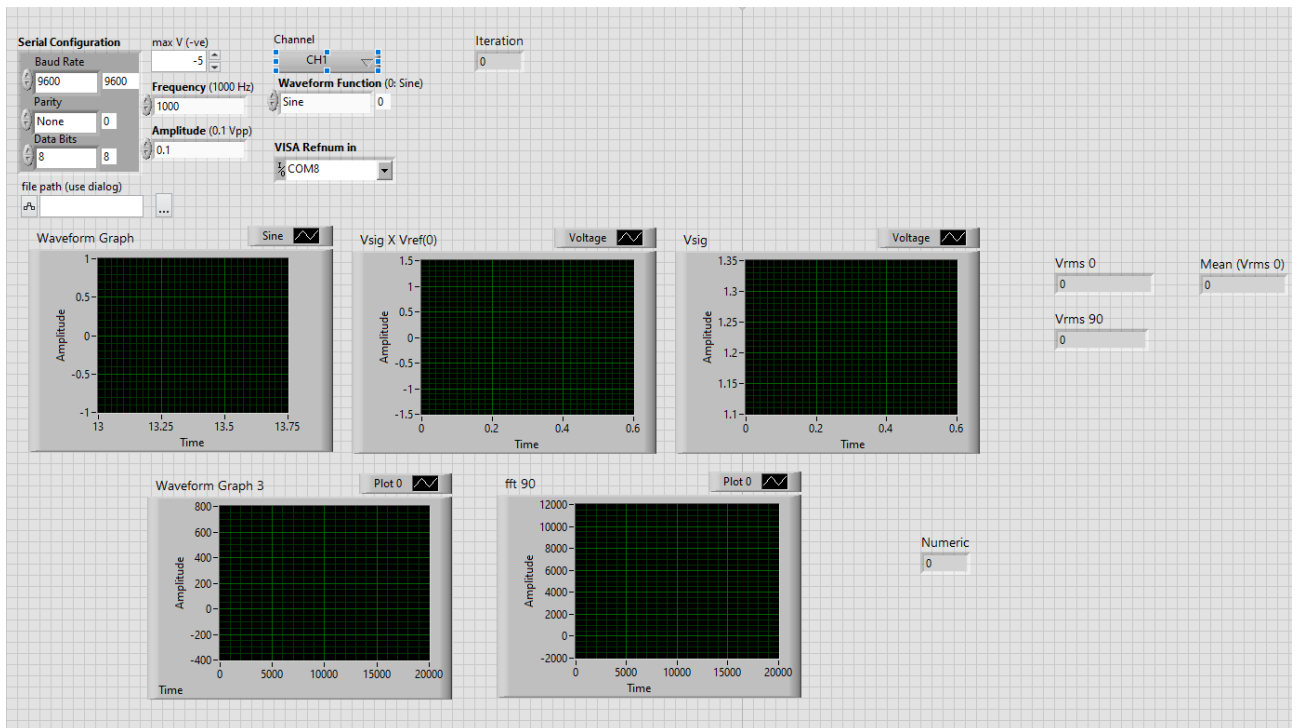 Serial Configuration
Baud Rate
9600 9600
Parity
None 0
Data Bits
8 8
max V (-ve)
-5
Frequency (1000 Hz)
1000
Amplitude (0.1 Vpp)
0.1
Channel
CH1
Waveform Function (0: Sine)
Sine 0
VISA Refnum in
I/O COM8
Iteration
0
file path (use dialog)
...
Waveform Graph Sine
Amplitude
1
0.5
0
-0.5
-1
13 13.25 13.5 13.75
Time
Vsig X Vref(0) Voltage
Amplitude
1.5
1
0.5
0
-0.5
-1
-1.5
0 0.2 0.4 0.6
Time
Vsig Voltage
Amplitude
1.35
1.3
1.25
1.2
1.15
1.1
0 0.2 0.4 0.6
Time
Vrms 0
0
Mean (Vrms 0)
0
Vrms 90
0
Waveform Graph 3 Plot 0
Amplitude
800
600
400
200
0
-200
-400
0 5000 10000 15000 20000
Time
fft 90 Plot 0
Amplitude
12000
10000
8000
6000
4000
2000
0
-2000
0 5000 10000 15000 20000
Time
Numeric
0